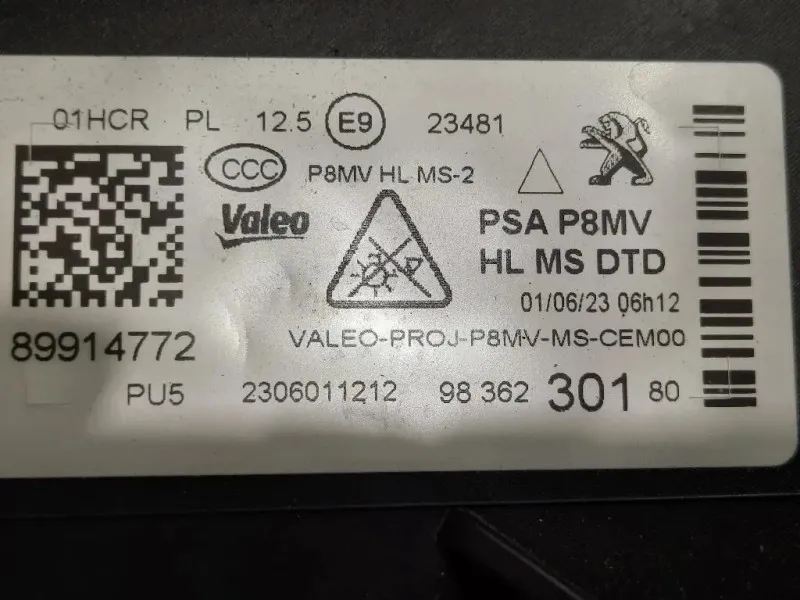 01HCR PL 12.5 E9 23481
CCC P8MV HL MS-2
Valeo PSA P8MV
HL MS DTD
01/06/23 06h12
89914772 VALEO-PROJ-P8MV-MS-CEM00
PU5 2306011212 98 362 301 80